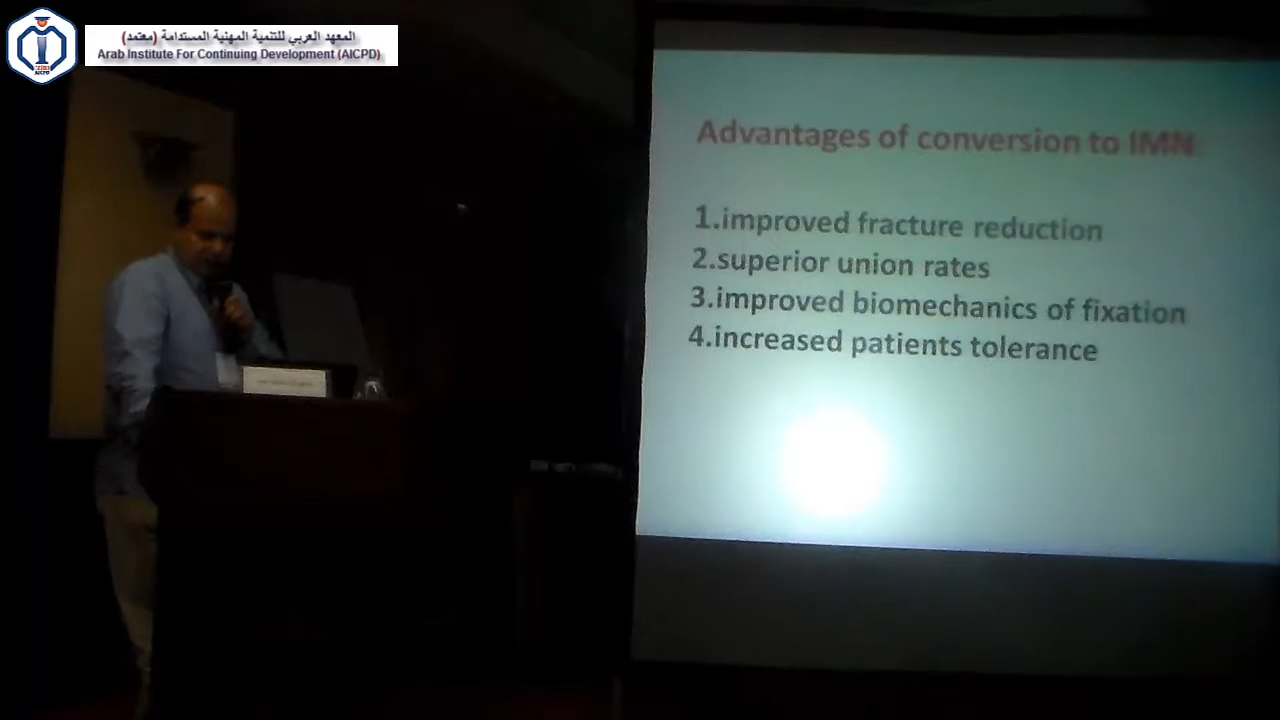 المعهد العربي للتنمية المهنية المستدامة (معتمد)
Arab Institute For Continuing Development (AICPD)
AICPD
Advantages of conversion to IMN
1.improved fracture reduction
2.superior union rates
3.improved biomechanics of fixation
4.increased patients tolerance